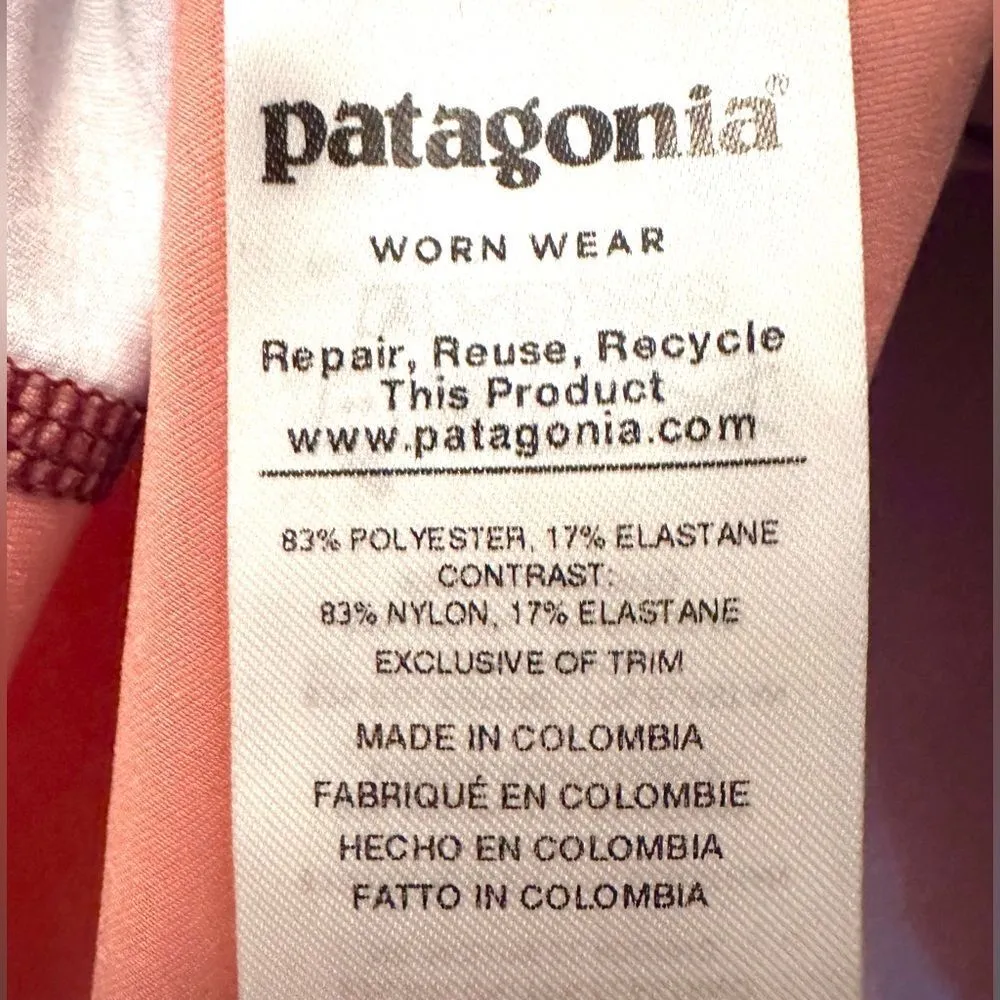 patagonia®
WORN WEAR
Repair, Reuse, Recycle
This Product
www.patagonia.com
83% POLYESTER, 17% ELASTANE
CONTRAST:
83% NYLON, 17% ELASTANE
EXCLUSIVE OF TRIM
MADE IN COLOMBIA
FABRIQUÉ EN COLOMBIE
HECHO EN COLOMBIA
FATTO IN COLOMBIA